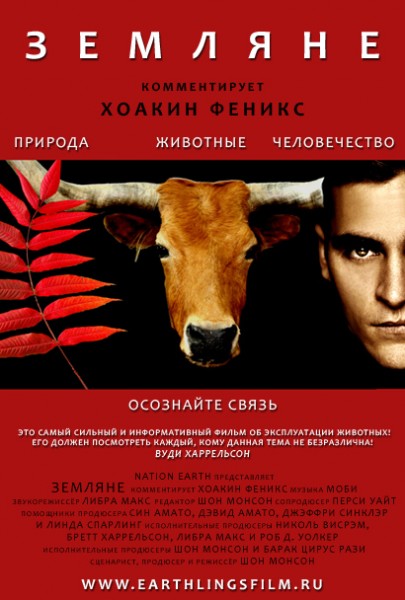 ЗЕМЛЯНЕ
КОММЕНТИРУЕТ
ХОАКИН ФЕНИКС
ПРИРОДА ЖИВОТНЫЕ ЧЕЛОВЕЧЕСТВО
ОСОЗНАЙТЕ СВЯЗЬ
ЭТО САМЫЙ СИЛЬНЫЙ И ИНФОРМАТИВНЫЙ ФИЛЬМ ОБ ЭКСПЛУАТАЦИИ ЖИВОТНЫХ!
ЕГО ДОЛЖЕН ПОСМОТРЕТЬ КАЖДЫЙ, КОМУ ДАННАЯ ТЕМА НЕ БЕЗРАЗЛИЧНА!
ВУДИ ХАРРЕЛЬСОН
NATION EARTH ПРЕДСТАВЛЯЕТ
ЗЕМЛЯНЕ КОММЕНТИРУЕТ ХОАКИН ФЕНИКС МУЗЫКА МОБИ
ЗВУКОРЕЖИССЕР ЛИБРА МАКС РЕДАКТОР ШОН МОНСОН СОПРОДЮСЕР ПЕРСИ УАЙТ
ПОМОЩНИКИ ПРОДЮСЕРА СИН АМАТО, ДЭВИД АМАТО, ДЖЭФФРИ СИНКЛЭР
И ЛИНДА СПАРЛИНГ ИСПОЛНИТЕЛЬНЫЕ ПРОДЮСЕРЫ НИКОЛЬ ВИСРЭМ,
БРЕТТ ХАРРЕЛЬСОН, ЛИБРА МАКС И РОБ Д. УОЛКЕР
ИСПОЛНИТЕЛЬНЫЕ ПРОДЮСЕРЫ ШОН МОНСОН И БАРАК ЦИРУС РАЗИ
СЦЕНАРИСТ, ПРОДЮСЕР И РЕЖИССЕР ШОН МОНСОН
WWW.EARTHLINGSFILM.RU